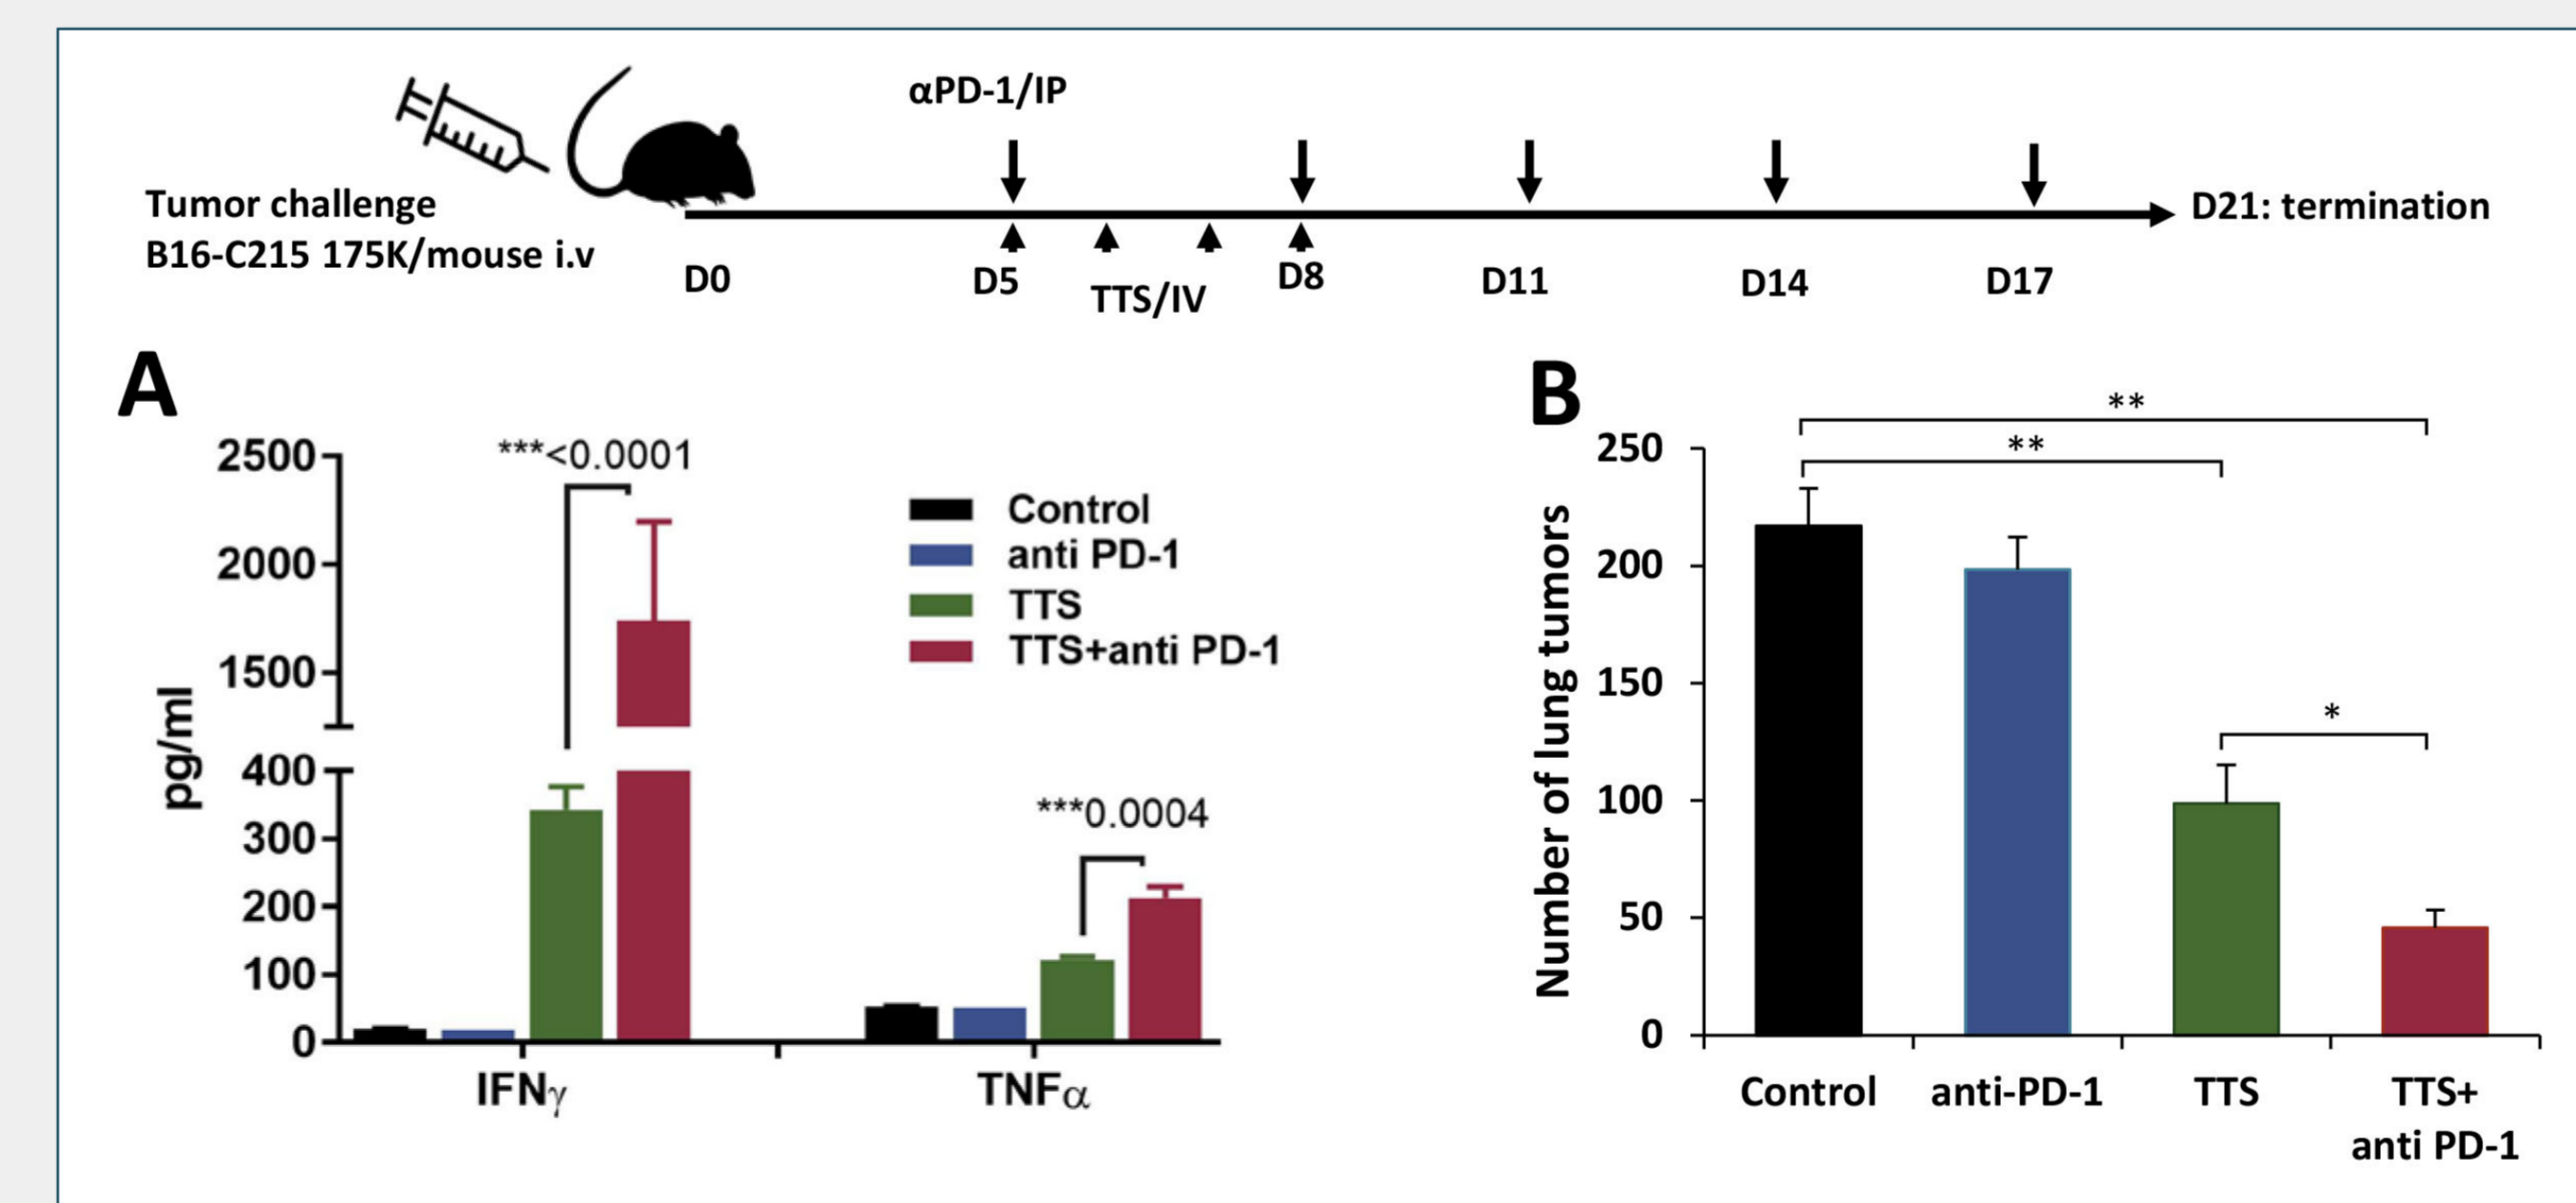 αPD-1/IP
Tumor challenge
B16-C215 175K/mouse i.v
D21: termination
D0
D5
TTS/IV
D8
D11
D14
D17
A
2500
2000
1500
400
300
200
100
0
pg/ml
***<0.0001
***0.0004
Control
anti PD-1
TTS
TTS+anti PD-1
IFNγ
TNFα
B
**
**
*
250
200
150
100
50
0
Number of lung tumors
Control
anti-PD-1
TTS
TTS+
anti PD-1